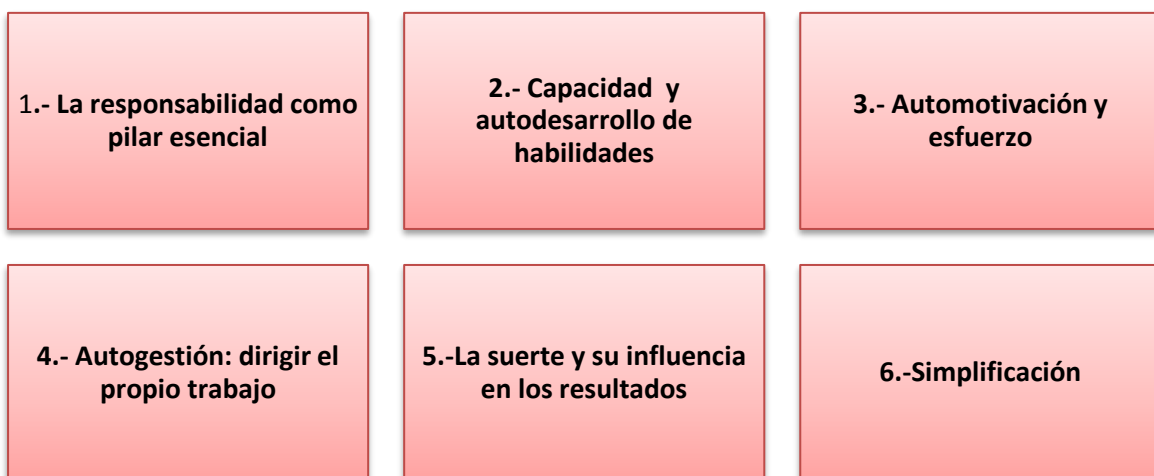 1.- La responsabilidad como
pilar esencial
2.- Capacidad y
autodesarrollo de
habilidades
3.- Automotivación y
esfuerzo
4.- Autogestión: dirigir el
propio trabajo
5.-La suerte y su influencia
en los resultados
6.-Simplificación